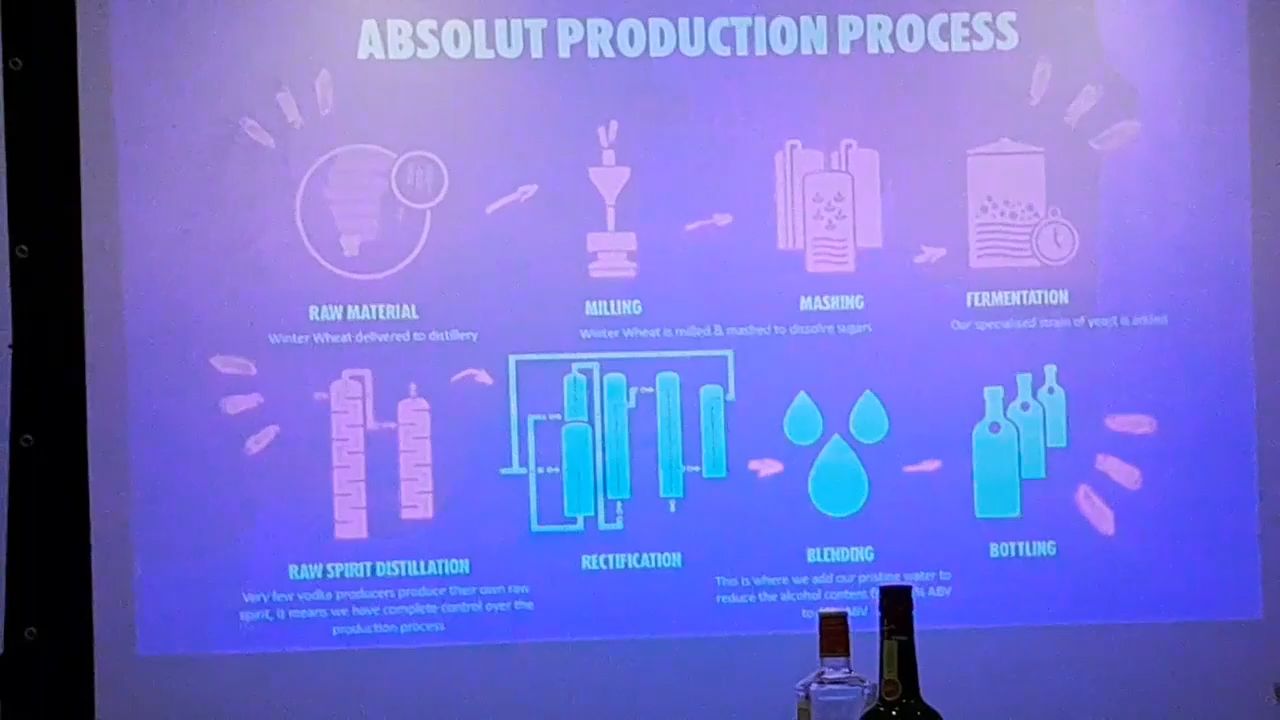 ABSOLUT PRODUCTION PROCESS
RAW MATERIAL
Winter Wheat delivered to distillery
MILLING
MASHING
Winter Wheat is milled & mashed to dissolve sugars
FERMENTATION
Our specialised strain of yeast is added
RAW SPIRIT DISTILLATION
Very few vodka producers produce their own raw
spirit, it means we have complete control over the
production process
RECTIFICATION
BLENDING
This is where we add our pristine water to
reduce the alcohol content % ABV
to ABV
BOTTLING